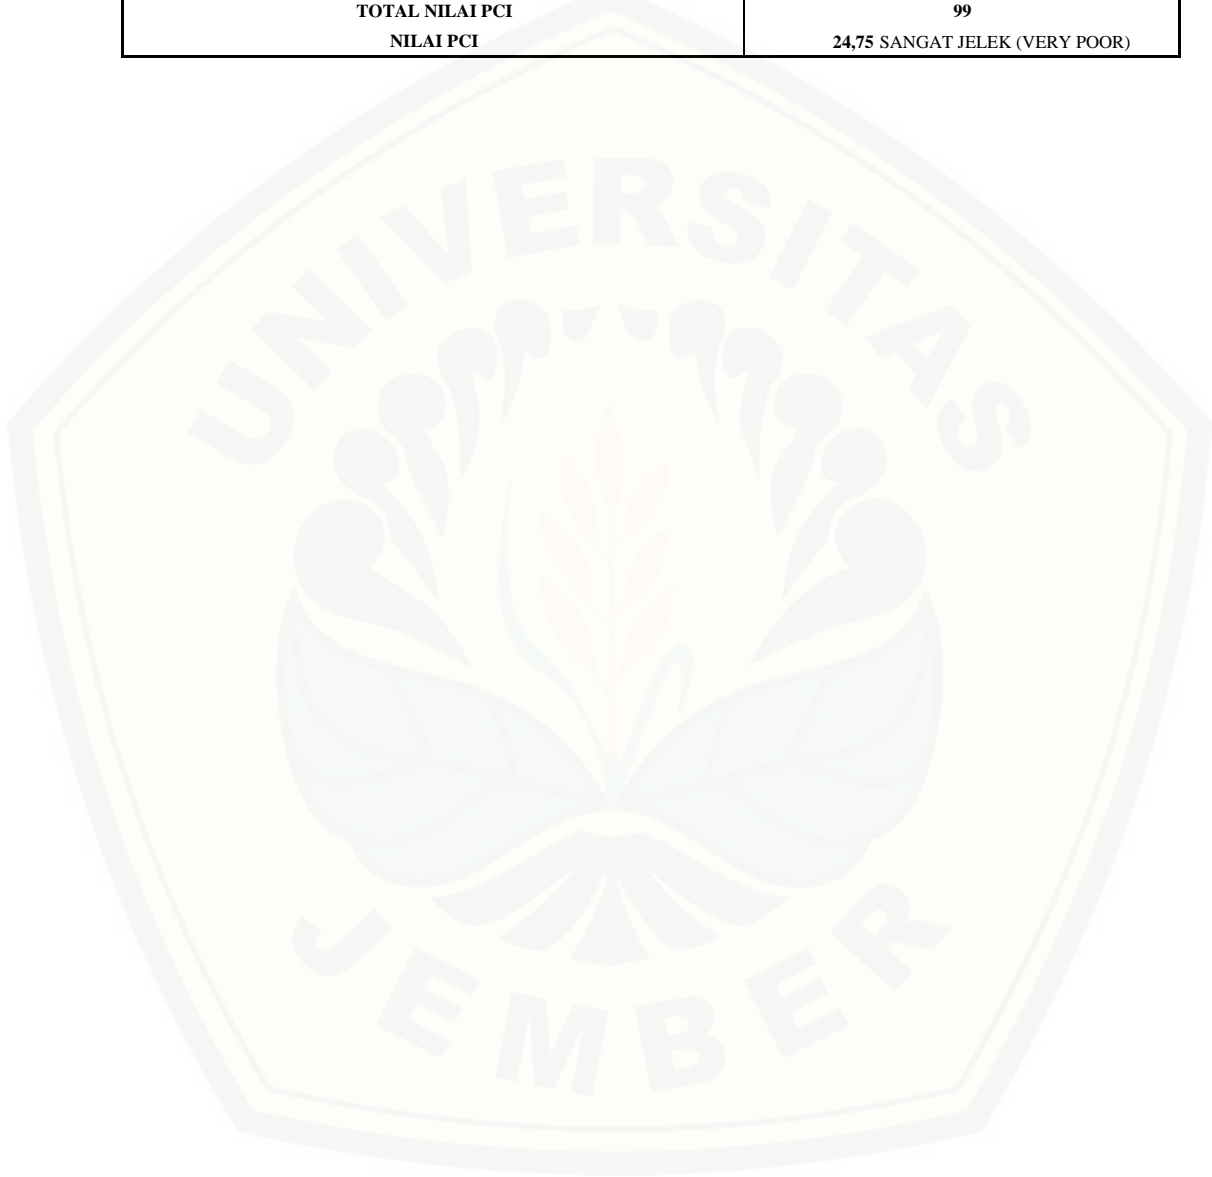 TOTAL NILAI PCI 99
NILAI PCI 24,75 SANGAT JELEK (VERY POOR)
UNIVERSITAS
JEMBER